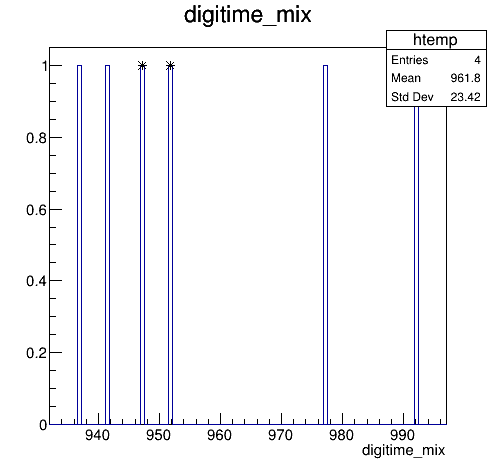 digitime_mix
htemp
Entries 4
Mean 961.8
Std Dev 23.42
1
0.8
0.6
0.4
0.2
0
940 950 960 970 980 990
digitime_mix